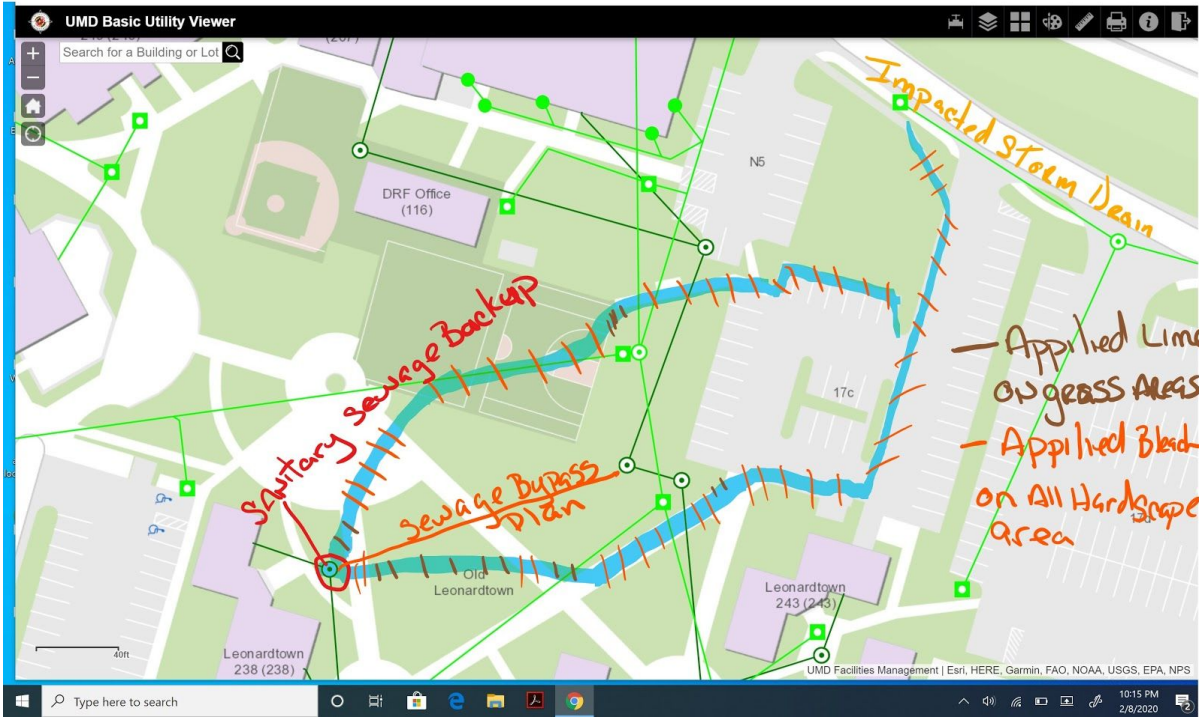 UMD Basic Utility Viewer
Search for a Building or Lot
DRF Office
(116)
N5
Impacted Storm Drain
Sanitary Sewage Backup
17c
- Applied Lime
on grass Areas
- Appilied Bleach
on All Hardscape
area
17d
Sewage Bypass
Plan
Old
Leonardtown
Leonardtown
243 (243)
Leonardtown
238 (238)
40ft
UMD Facilities Management | Esri, HERE, Garmin, FAO, NOAA, USGS, EPA, NPS
Type here to search
10:15 PM
2/8/2020
2